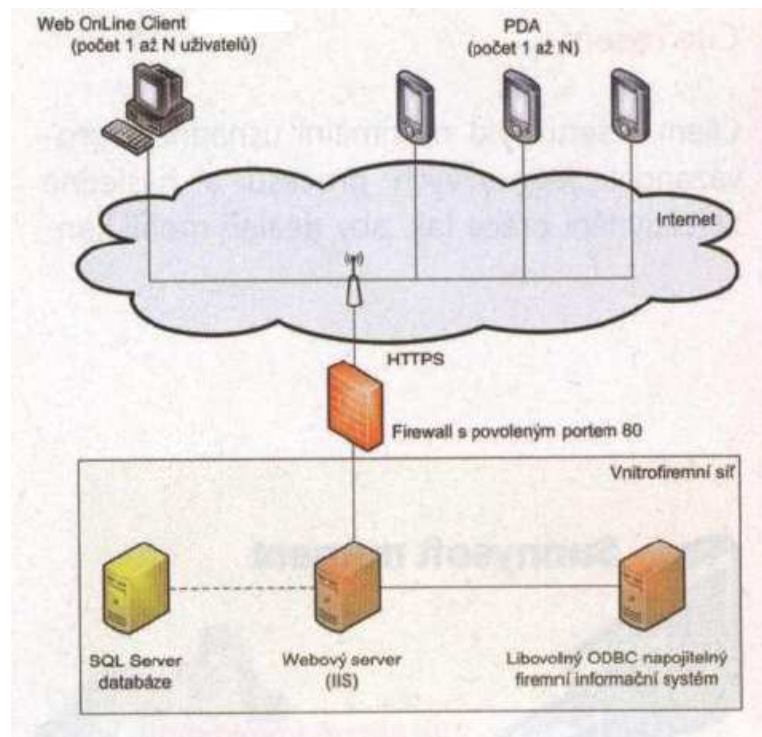 Web OnLine Client
(počet 1 až N uživatelů)
PDA
(počet 1 až N)
Internet
HTTPS
Firewall s povoleným portem 80
Vnitrofiremní síť
SQL Server
databáze
Webový server
(IIS)
Libovolný ODBC napojitelný
firemní informační systém